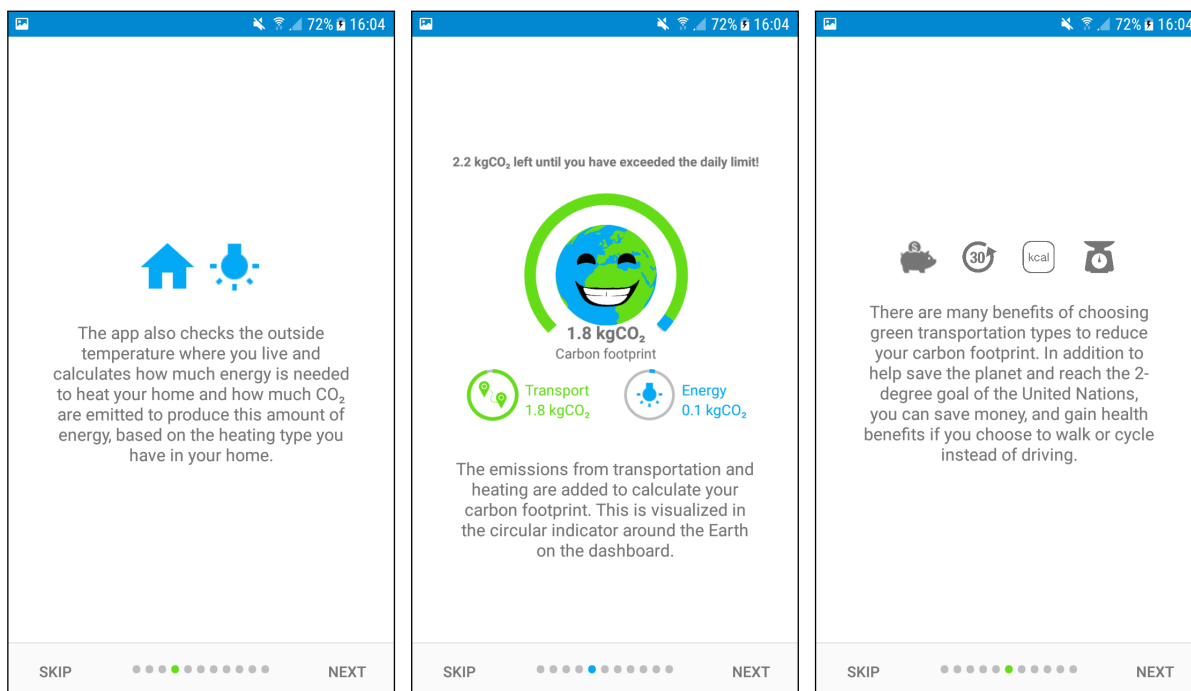 72% 16:04
The app also checks the outside
temperature where you live and
calculates how much energy is needed
to heat your home and how much CO₂
are emitted to produce this amount of
energy, based on the heating type you
have in your home.
SKIP
NEXT
72% 16:04
2.2 kgCO₂ left until you have exceeded the daily limit!
1.8 kgCO₂
Carbon footprint
Transport
1.8 kgCO₂
Energy
0.1 kgCO₂
The emissions from transportation and
heating are added to calculate your
carbon footprint. This is visualized in
the circular indicator around the Earth
on the dashboard.
SKIP
NEXT
72% 16:04
$
30
kcal
There are many benefits of choosing
green transportation types to reduce
your carbon footprint. In addition to
help save the planet and reach the 2-
degree goal of the United Nations,
you can save money, and gain health
benefits if you choose to walk or cycle
instead of driving.
SKIP
NEXT